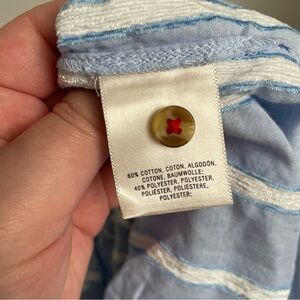 60% COTTON, COTON, ALGODÓN,
COTONE, BAUMWOLLE;
40% POLYESTER, POLYESTER,
POLIÉSTER, POLIESTERE,
POLYESTER;